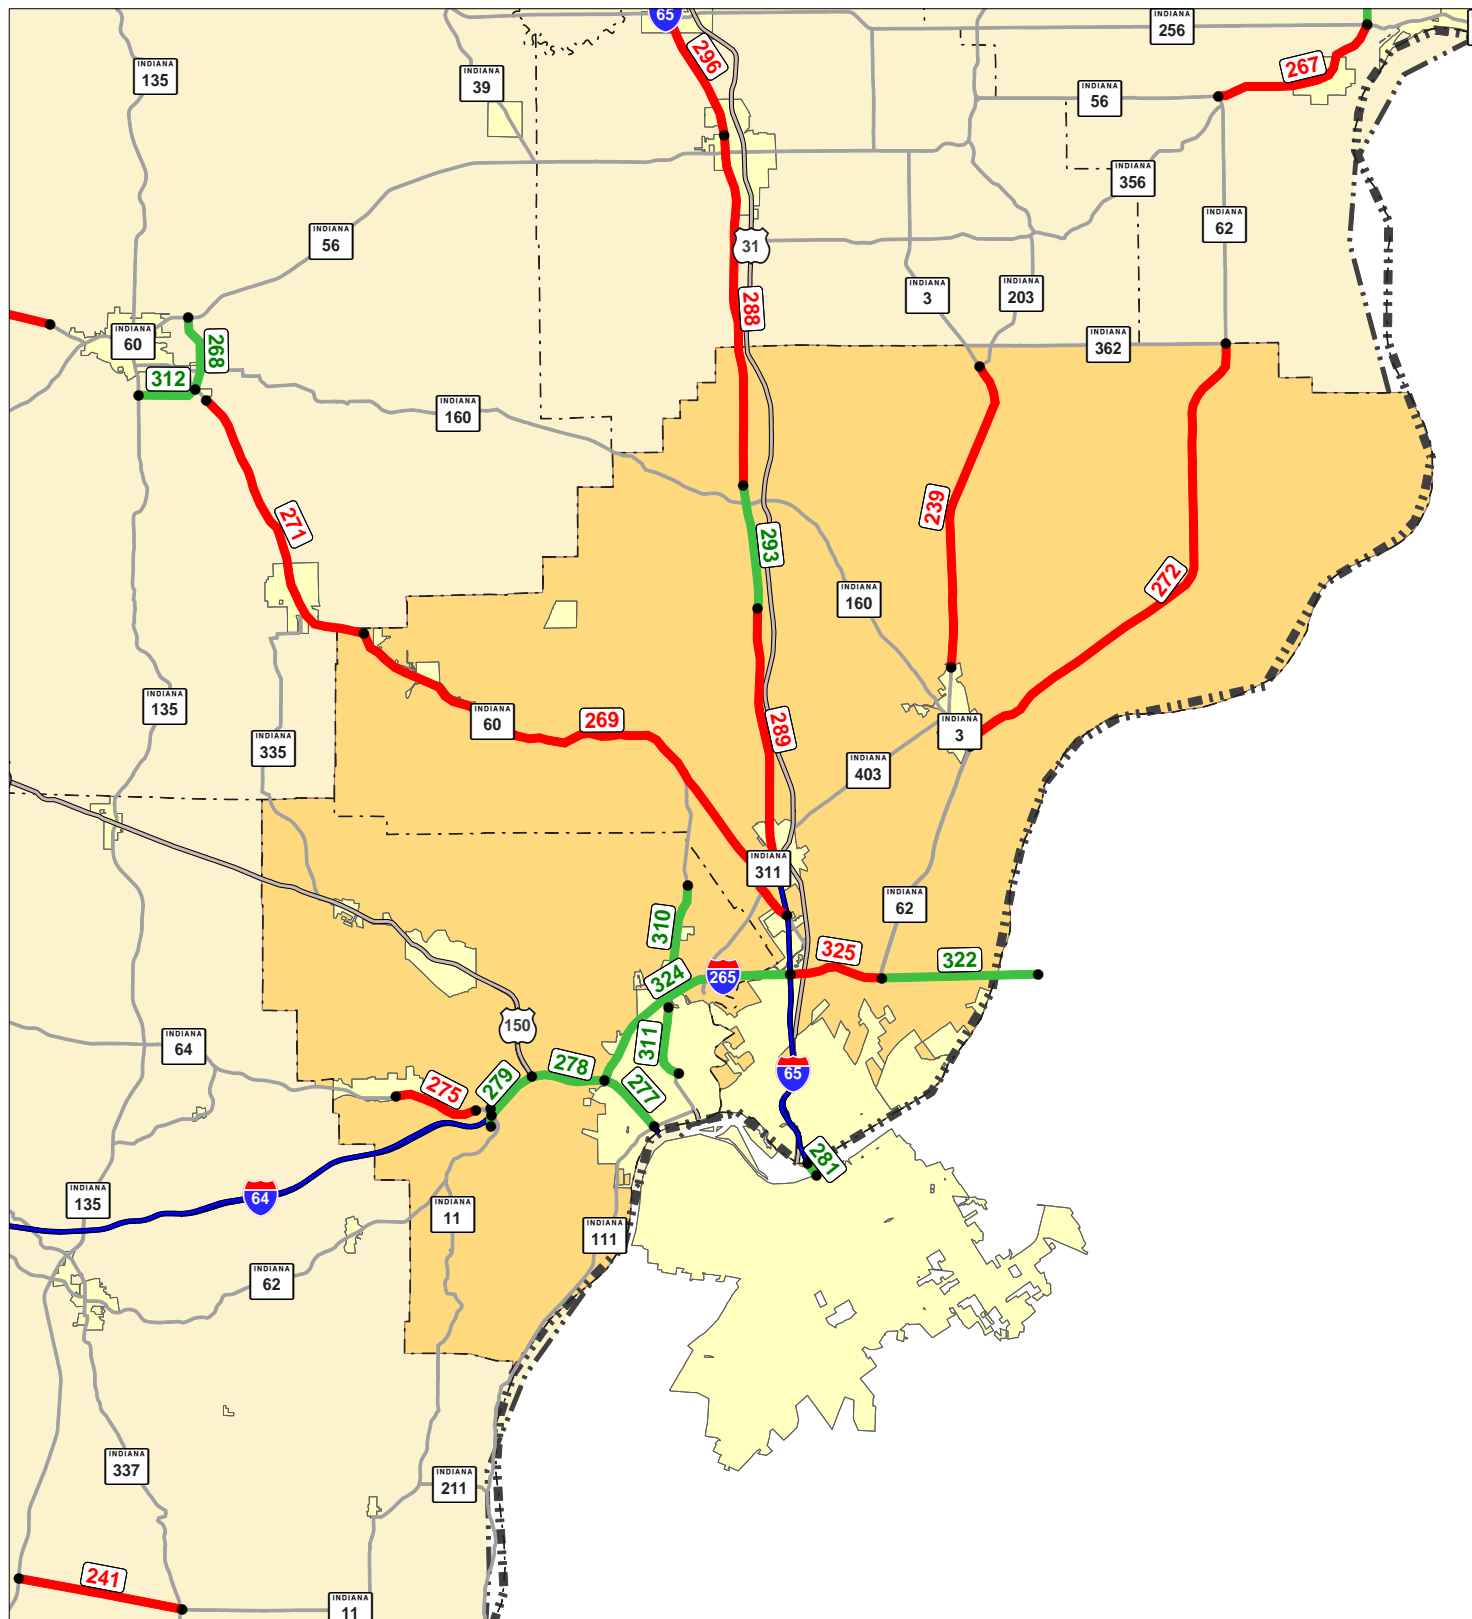 65
INDIANA
256
296
267
INDIANA
135
INDIANA
39
INDIANA
56
INDIANA
356
INDIANA
62
INDIANA
56
31
INDIANA
3
INDIANA
203
288
INDIANA
60
268
INDIANA
362
312
INDIANA
160
239
271
293
272
INDIANA
160
INDIANA
135
INDIANA
60
269
289
INDIANA
3
INDIANA
335
INDIANA
403
INDIANA
311
INDIANA
62
310
325
322
324
265
150
INDIANA
64
311
278
279
275
277
65
281
INDIANA
135
64
INDIANA
11
INDIANA
111
INDIANA
62
INDIANA
337
INDIANA
211
241
INDIANA
11